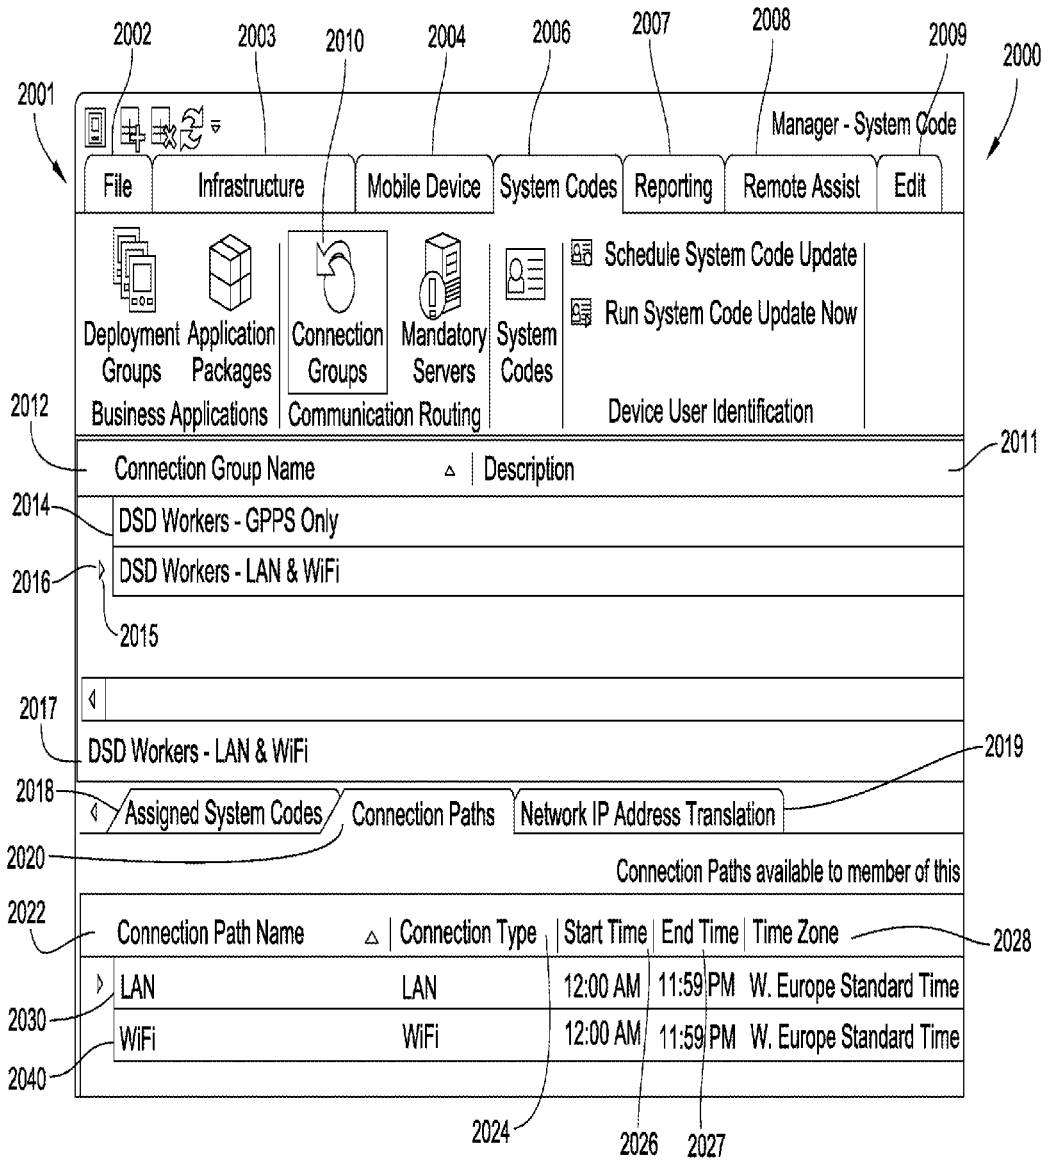 2002 2003 2010 2004 2006 2007 2008 2009 2000
2001
Manager - System Code
File Infrastructure Mobile Device System Codes Reporting Remote Assist Edit
Schedule System Code Update
Run System Code Update Now
Deployment Groups Application Packages Connection Groups Mandatory Servers System Codes
Business Applications Communication Routing Device User Identification
2012
Connection Group Name Description 2011
2014 DSD Workers - GPPS Only
2016 DSD Workers - LAN & WiFi
2015
2017
DSD Workers - LAN & WiFi
2019
2018 Assigned System Codes Connection Paths Network IP Address Translation
2020
Connection Paths available to member of this
2022
Connection Path Name Connection Type Start Time End Time Time Zone 2028
LAN LAN 12:00 AM 11:59 PM W. Europe Standard Time
2030
WiFi WiFi 12:00 AM 11:59 PM W. Europe Standard Time
2040
2024 2026 2027